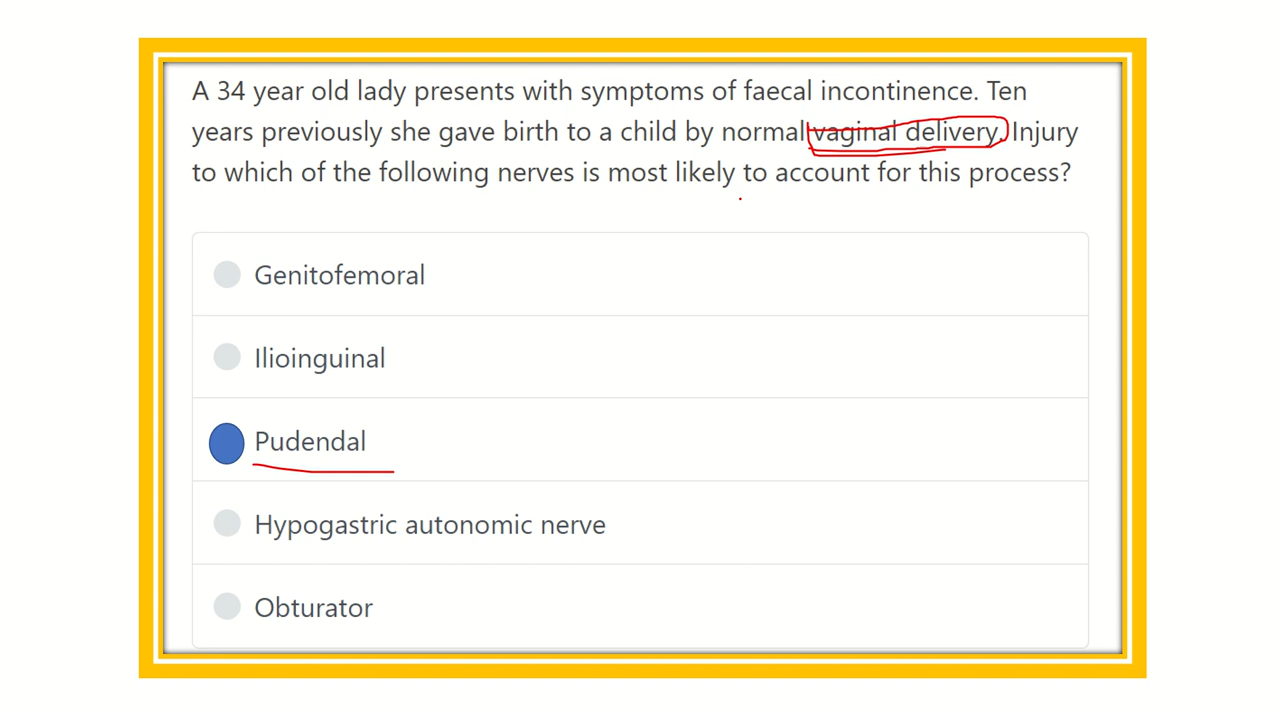 A 34 year old lady presents with symptoms of faecal incontinence. Ten
years previously she gave birth to a child by normal vaginal delivery. Injury
to which of the following nerves is most likely to account for this process?
Genitofemoral
Ilioinguinal
Pudendal
Hypogastric autonomic nerve
Obturator